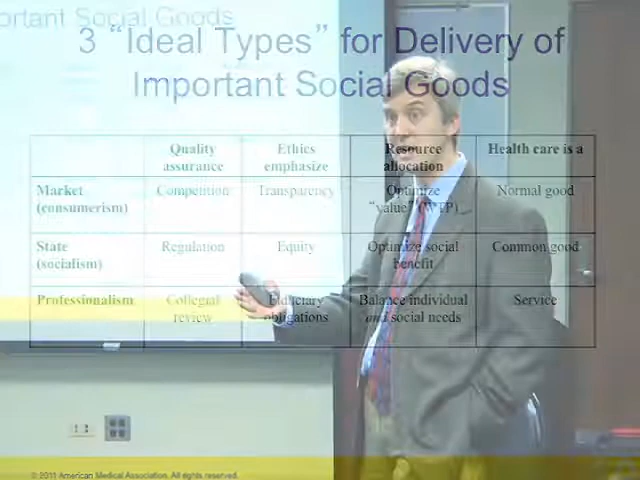 ortant Social Goods
3 “Ideal Types” for Delivery of
Important Social Goods
Quality assurance Ethics emphasize Resource allocation Health care is a
Market (consumerism) Competition Transparency Optimize “value” (WTP) Normal good
State (socialism) Regulation Equity Optimize social benefit Common good
Professionalism Collegial review Fiduciary obligations Balance individual and social needs Service
© 2011 American Medical Association. All rights reserved.